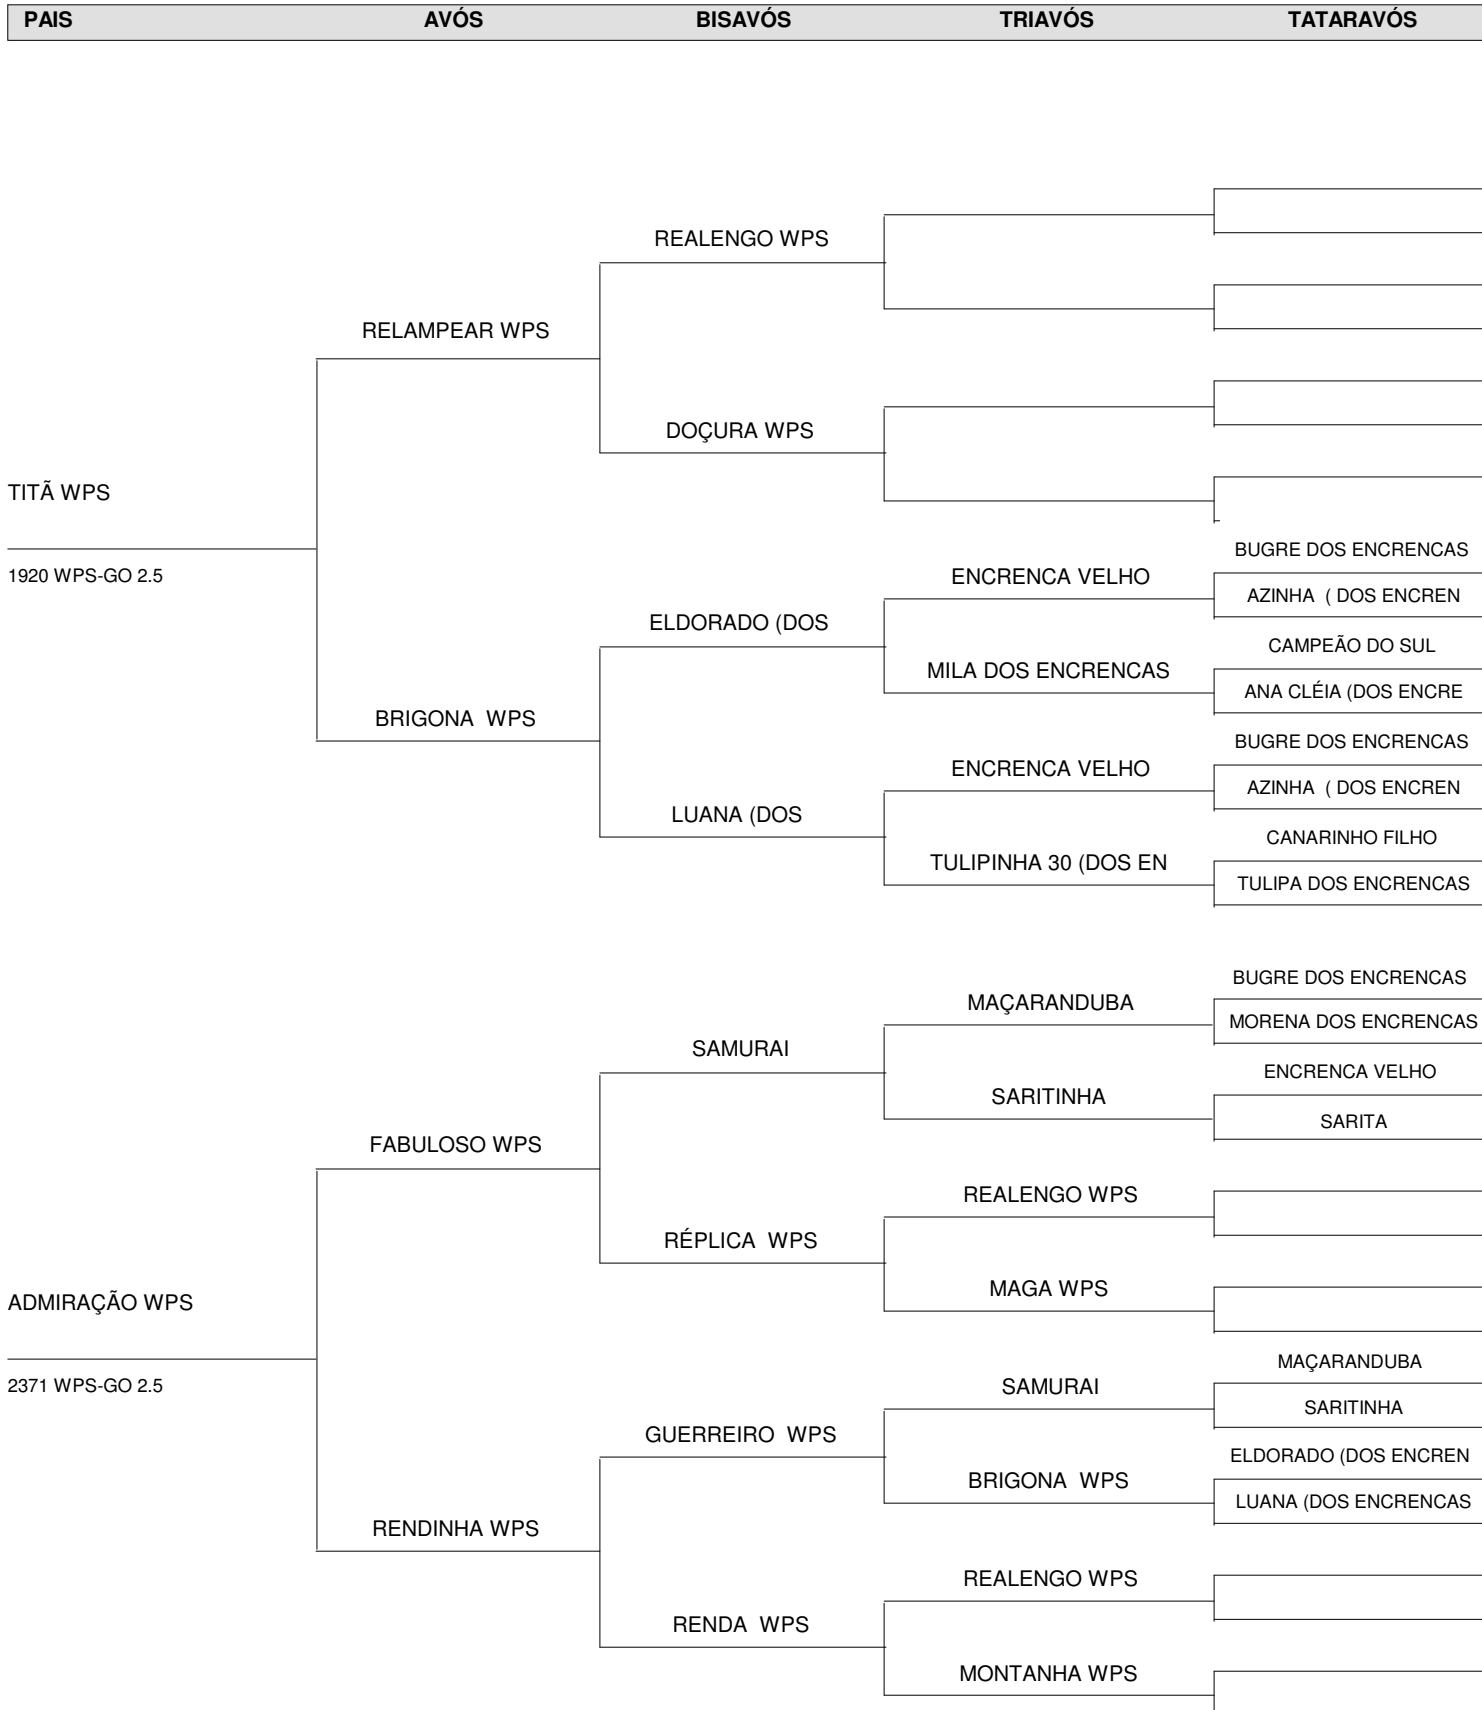 PAIS AVÓS BISAVÓS TRIAVÓS TATARAVÓS
REALENGO WPS
RELAMPEAR WPS
DOÇURA WPS
TITÃ WPS
1920 WPS-GO 2.5
BUGRE DOS ENCRENCAS
ENCRENCA VELHO
AZINHA ( DOS ENCREN
ELDORADO (DOS
CAMPEÃO DO SUL
MILA DOS ENCRENCAS
ANA CLÉIA (DOS ENCRE
BRIGONA WPS
BUGRE DOS ENCRENCAS
ENCRENCA VELHO
AZINHA ( DOS ENCREN
LUANA (DOS
CANARINHO FILHO
TULIPINHA 30 (DOS EN
TULIPA DOS ENCRENCAS
BUGRE DOS ENCRENCAS
MAÇARANDUBA
MORENA DOS ENCRENCAS
SAMURAI
ENCRENCA VELHO
SARITINHA
SARITA
FABULOSO WPS
REALENGO WPS
RÉPLICA WPS
MAGA WPS
ADMIRAÇÃO WPS
2371 WPS-GO 2.5
MAÇARANDUBA
SAMURAI
SARITINHA
GUERREIRO WPS
ELDORADO (DOS ENCREN
BRIGONA WPS
LUANA (DOS ENCRENCAS
RENDINHA WPS
REALENGO WPS
RENDA WPS
MONTANHA WPS